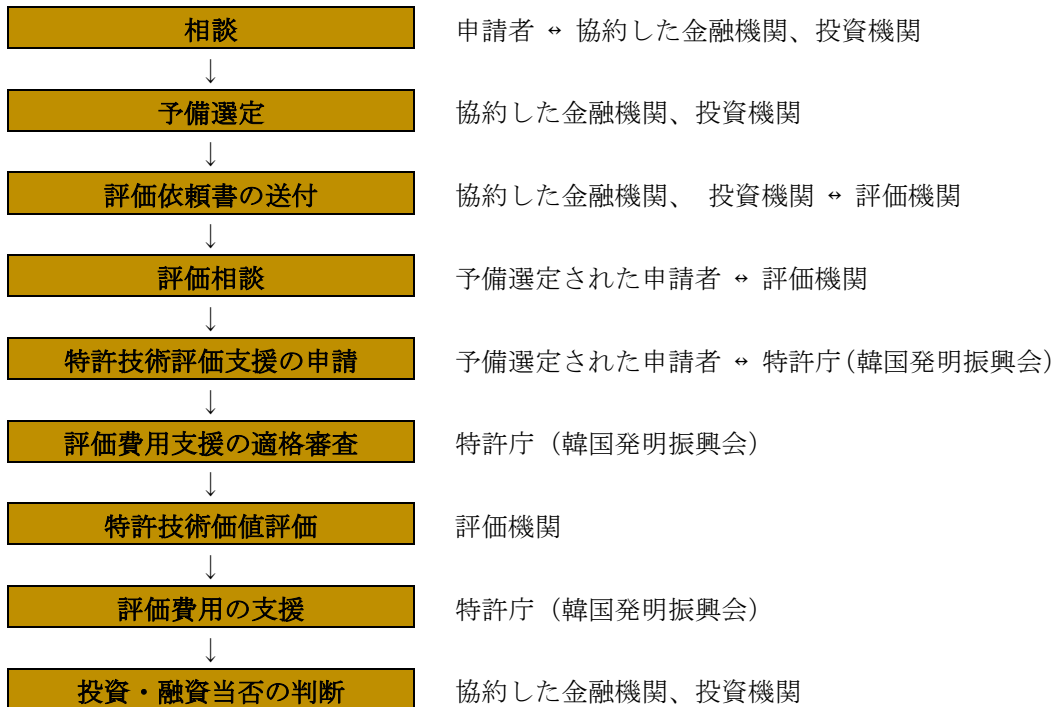 相談 申請者 ↔ 協約した金融機関、投資機関
↓
予備選定 協約した金融機関、投資機関
↓
評価依頼書の送付 協約した金融機関、 投資機関 ↔ 評価機関
↓
評価相談 予備選定された申請者 ↔ 評価機関
↓
特許技術評価支援の申請 予備選定された申請者 ↔ 特許庁(韓国発明振興会)
↓
評価費用支援の適格審査 特許庁（韓国発明振興会）
↓
特許技術価値評価 評価機関
↓
評価費用の支援 特許庁（韓国発明振興会）
↓
投資・融資当否の判断 協約した金融機関、投資機関